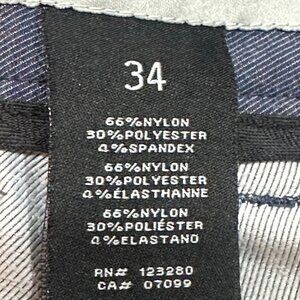 34
66%NYLON
30%POLYESTER
4%SPANDEX
66%NYLON
30%POLYESTER
4%ÉLASTHANNE
66%NYLON
30%POLIÉSTER
4%ELASTANO
RN# 123280
CA# 07099